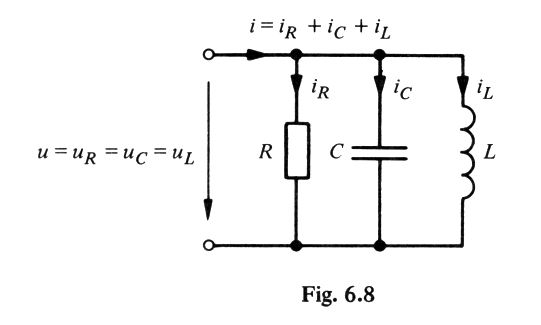 i = i_R + i_C + i_L
i_R
i_C
i_L
u = u_R = u_C = u_L
R
C
L
Fig. 6.8